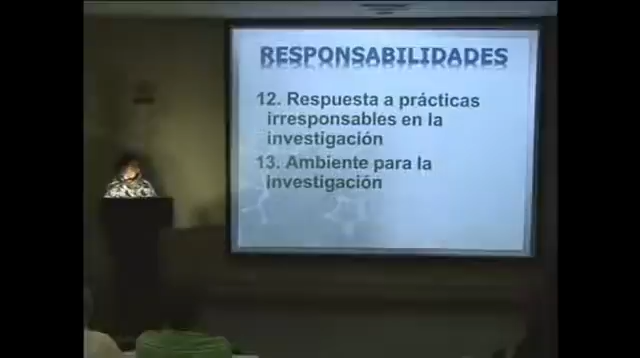 RESPONSABILIDADES
12. Respuesta a prácticas
irresponsables en la
investigación
13. Ambiente para la
investigación